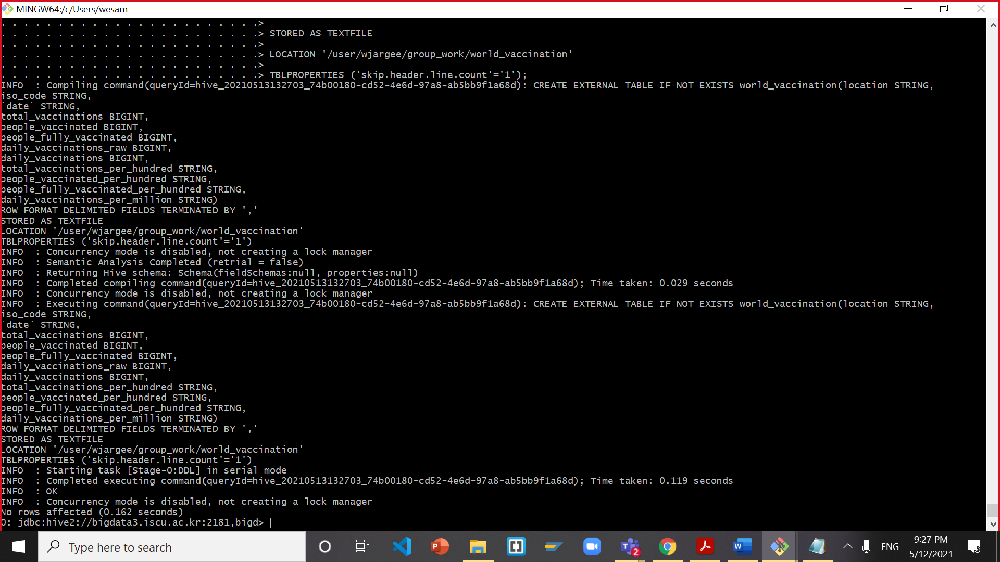 MINGW64:/c/Users/wesam
. . . . . . . . . . . . . . . . . . . . . . .>
. . . . . . . . . . . . . . . . . . . . . . .> STORED AS TEXTFILE
. . . . . . . . . . . . . . . . . . . . . . .>
. . . . . . . . . . . . . . . . . . . . . . .> LOCATION '/user/wjargee/group_work/world_vaccination'
. . . . . . . . . . . . . . . . . . . . . . .>
. . . . . . . . . . . . . . . . . . . . . . .> TBLPROPERTIES ('skip.header.line.count'='1');
INFO  : Compiling command(queryId=hive_20210513132703_74b00180-cd52-4e6d-97a8-ab5bb9f1a68d): CREATE EXTERNAL TABLE IF NOT EXISTS world_vaccination(location STRING,
iso_code STRING,
`date` STRING,
total_vaccinations BIGINT,
people_vaccinated BIGINT,
people_fully_vaccinated BIGINT,
daily_vaccinations_raw BIGINT,
daily_vaccinations BIGINT,
total_vaccinations_per_hundred STRING,
people_vaccinated_per_hundred STRING,
people_fully_vaccinated_per_hundred STRING,
daily_vaccinations_per_million STRING)
ROW FORMAT DELIMITED FIELDS TERMINATED BY ','
STORED AS TEXTFILE
LOCATION '/user/wjargee/group_work/world_vaccination'
TBLPROPERTIES ('skip.header.line.count'='1')
INFO  : Concurrency mode is disabled, not creating a lock manager
INFO  : Semantic Analysis Completed (retrial = false)
INFO  : Returning Hive schema: Schema(fieldSchemas:null, properties:null)
INFO  : Completed compiling command(queryId=hive_20210513132703_74b00180-cd52-4e6d-97a8-ab5bb9f1a68d); Time taken: 0.029 seconds
INFO  : Concurrency mode is disabled, not creating a lock manager
INFO  : Executing command(queryId=hive_20210513132703_74b00180-cd52-4e6d-97a8-ab5bb9f1a68d): CREATE EXTERNAL TABLE IF NOT EXISTS world_vaccination(location STRING,
iso_code STRING,
`date` STRING,
total_vaccinations BIGINT,
people_vaccinated BIGINT,
people_fully_vaccinated BIGINT,
daily_vaccinations_raw BIGINT,
daily_vaccinations BIGINT,
total_vaccinations_per_hundred STRING,
people_vaccinated_per_hundred STRING,
people_fully_vaccinated_per_hundred STRING,
daily_vaccinations_per_million STRING)
ROW FORMAT DELIMITED FIELDS TERMINATED BY ','
STORED AS TEXTFILE
LOCATION '/user/wjargee/group_work/world_vaccination'
TBLPROPERTIES ('skip.header.line.count'='1')
INFO  : Starting task [Stage-0:DDL] in serial mode
INFO  : Completed executing command(queryId=hive_20210513132703_74b00180-cd52-4e6d-97a8-ab5bb9f1a68d); Time taken: 0.119 seconds
INFO  : OK
INFO  : Concurrency mode is disabled, not creating a lock manager
No rows affected (0.162 seconds)
0: jdbc:hive2://bigdata3.iscu.ac.kr:2181,bigd>
Type here to search
P
T
2
W
ENG
9:27 PM
5/12/2021